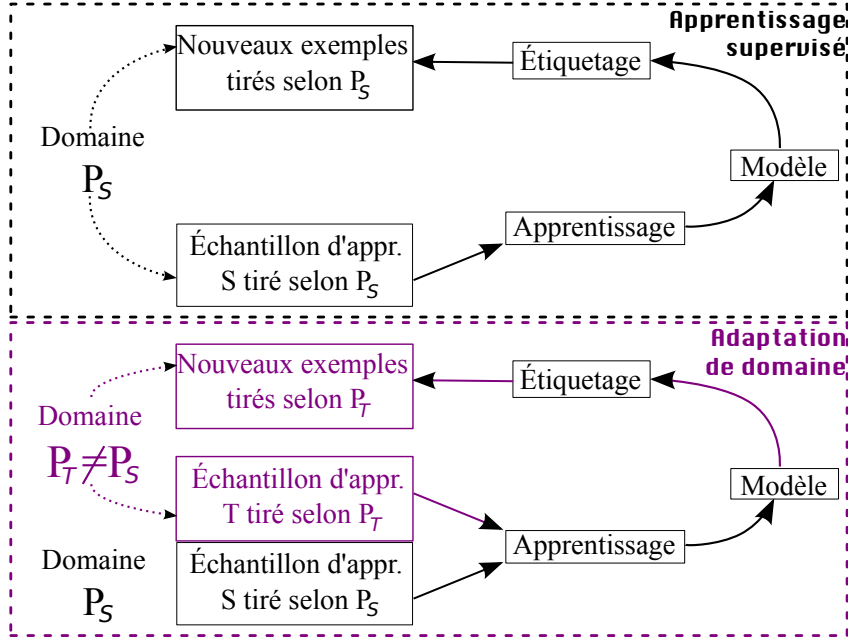 Apprentissage
supervisé
Nouveaux exemples
tirés selon P_S
Étiquetage
Domaine
P_S
Modèle
Échantillon d'appr.
S tiré selon P_S
Apprentissage
Adaptation
de domaine
Nouveaux exemples
tirés selon P_T
Étiquetage
Domaine
P_T≠P_S
Échantillon d'appr.
T tiré selon P_T
Modèle
Apprentissage
Domaine
P_S
Échantillon d'appr.
S tiré selon P_S